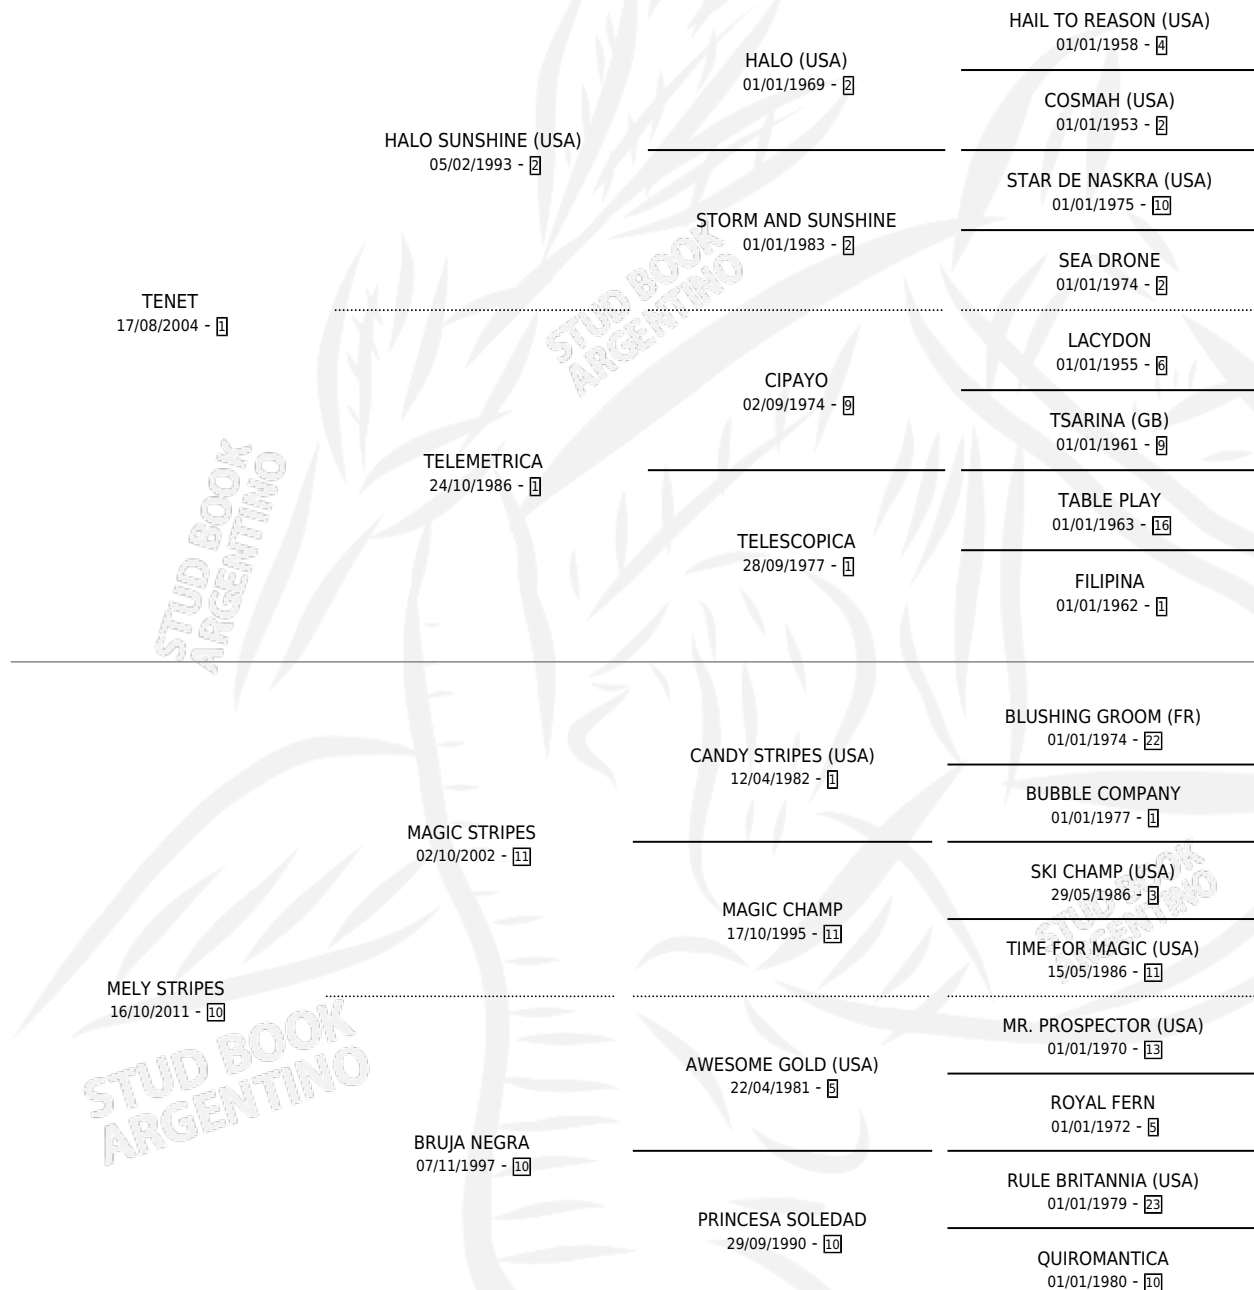 HAIL TO REASON (USA)
01/01/1958 - 4
HALO (USA)
01/01/1969 - 2
COSMAH (USA)
01/01/1953 - 2
HALO SUNSHINE (USA)
05/02/1993 - 2
STAR DE NASKRA (USA)
01/01/1975 - 10
STORM AND SUNSHINE
01/01/1983 - 2
SEA DRONE
01/01/1974 - 2
TENET
17/08/2004 - 1
LACYDON
01/01/1955 - 6
CIPAYO
02/09/1974 - 9
TSARINA (GB)
01/01/1961 - 9
TELEMETRICA
24/10/1986 - 1
TABLE PLAY
01/01/1963 - 16
TELESCOPICA
28/09/1977 - 1
FILIPINA
01/01/1962 - 1
BLUSHING GROOM (FR)
01/01/1974 - 22
CANDY STRIPES (USA)
12/04/1982 - 1
BUBBLE COMPANY
01/01/1977 - 1
MAGIC STRIPES
02/10/2002 - 11
SKI CHAMP (USA)
29/05/1986 - 3
MAGIC CHAMP
17/10/1995 - 11
TIME FOR MAGIC (USA)
15/05/1986 - 11
MELY STRIPES
16/10/2011 - 10
MR. PROSPECTOR (USA)
01/01/1970 - 13
AWESOME GOLD (USA)
22/04/1981 - 5
ROYAL FERN
01/01/1972 - 5
BRUJA NEGRA
07/11/1997 - 10
RULE BRITANNIA (USA)
01/01/1979 - 23
PRINCESA SOLEDAD
29/09/1990 - 10
QUIROMANTICA
01/01/1980 - 10
STUD BOOK
ARGENTINO
STUD BOOK
ARGENTINO
STUD BOOK
ARGENTINO
STUD BOOK
ARGENTINO